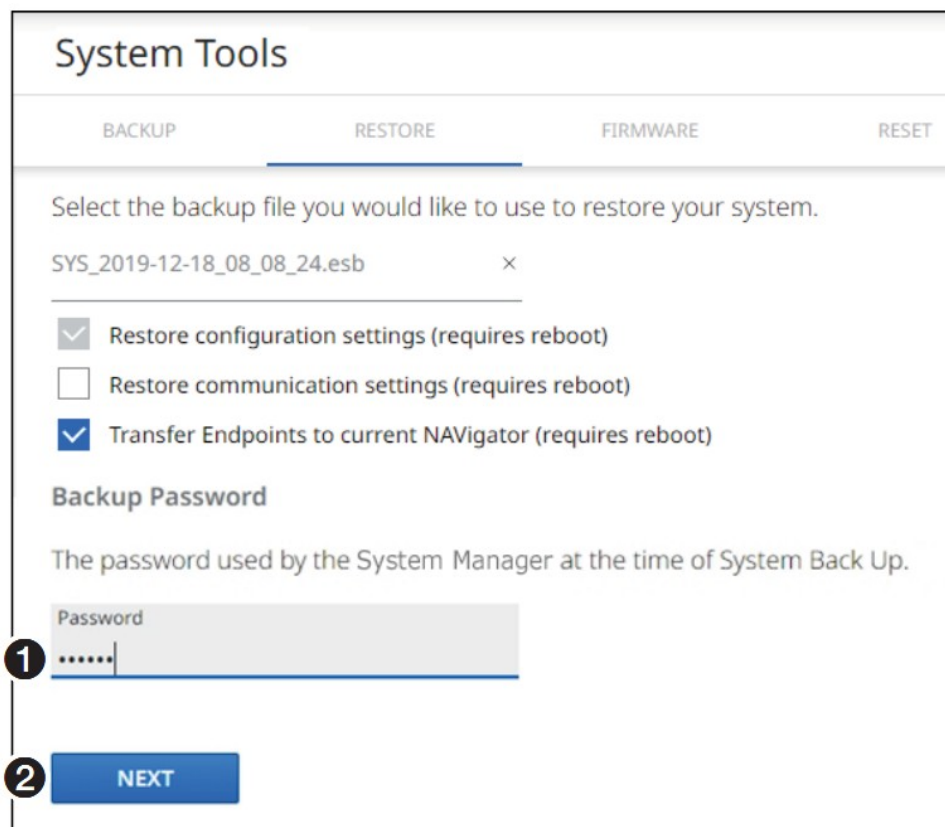 System Tools
BACKUP RESTORE FIRMWARE RESET
Select the backup file you would like to use to restore your system.
SYS_2019-12-18_08_08_24.esb ×
Restore configuration settings (requires reboot)
Restore communication settings (requires reboot)
Transfer Endpoints to current NAVigator (requires reboot)
Backup Password
The password used by the System Manager at the time of System Back Up.
Password
1 ••••••
2 NEXT